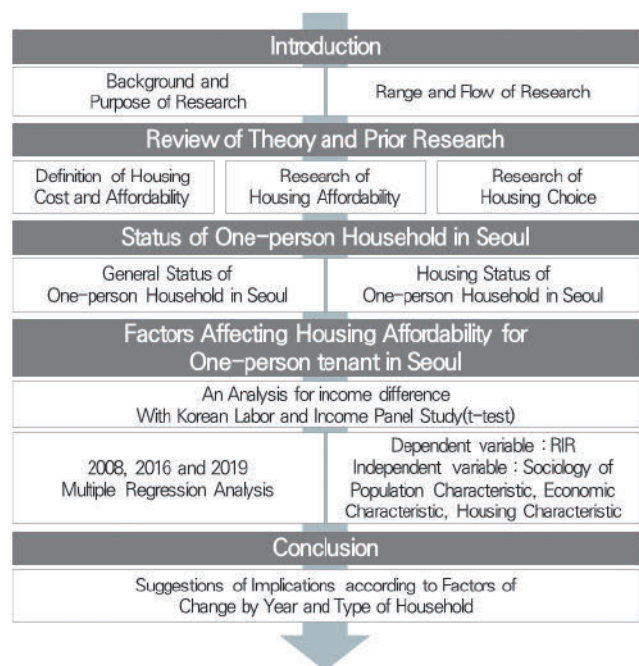 Introduction
Background and
Purpose of Research
Range and Flow of Research
Review of Theory and Prior Research
Definition of Housing
Cost and Affordability
Research of
Housing Affordability
Research of
Housing Choice
Status of One-person Household in Seoul
General Status of
One-person Household in Seoul
Housing Status of
One-person Household in Seoul
Factors Affecting Housing Affordability for
One-person tenant in Seoul
An Analysis for income difference
With Korean Labor and Income Panel Study(t-test)
2008, 2016 and 2019
Multiple Regression Analysis
Dependent variable : RIR
Independent variable : Sociology of
Population Characteristic, Economic
Characteristic, Housing Characteristic
Conclusion
Suggestions of Implications according to Factors of
Change by Year and Type of Household